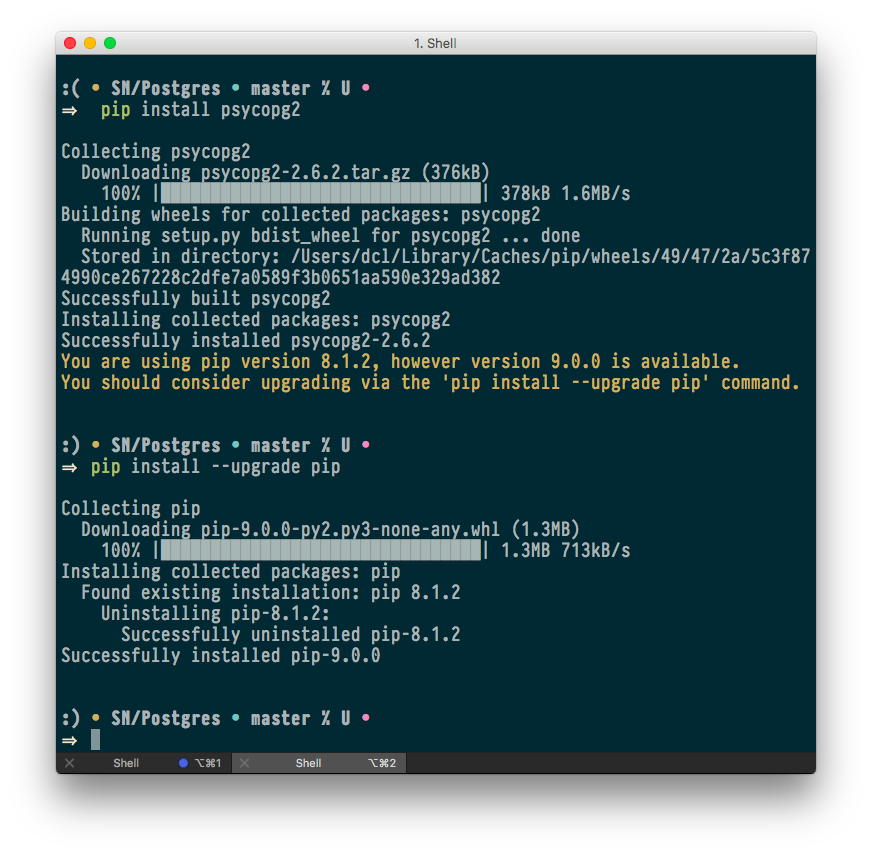 1. Shell
:( • SN/Postgres • master % U •
⇒ pip install psycopg2
Collecting psycopg2
Downloading psycopg2-2.6.2.tar.gz (376kB)
100% |████████████████████████████████| 378kB 1.6MB/s
Building wheels for collected packages: psycopg2
Running setup.py bdist_wheel for psycopg2 ... done
Stored in directory: /Users/dcl/Library/Caches/pip/wheels/49/47/2a/5c3f87
4990ce267228c2dfe7a0589f3b0651aa590e329ad382
Successfully built psycopg2
Installing collected packages: psycopg2
Successfully installed psycopg2-2.6.2
You are using pip version 8.1.2, however version 9.0.0 is available.
You should consider upgrading via the 'pip install --upgrade pip' command.
:) • SN/Postgres • master % U •
⇒ pip install --upgrade pip
Collecting pip
Downloading pip-9.0.0-py2.py3-none-any.whl (1.3MB)
100% |████████████████████████████████| 1.3MB 713kB/s
Installing collected packages: pip
Found existing installation: pip 8.1.2
Uninstalling pip-8.1.2:
Successfully uninstalled pip-8.1.2
Successfully installed pip-9.0.0
:) • SN/Postgres • master % U •
⇒
Shell ⌥⌘1 Shell ⌥⌘2